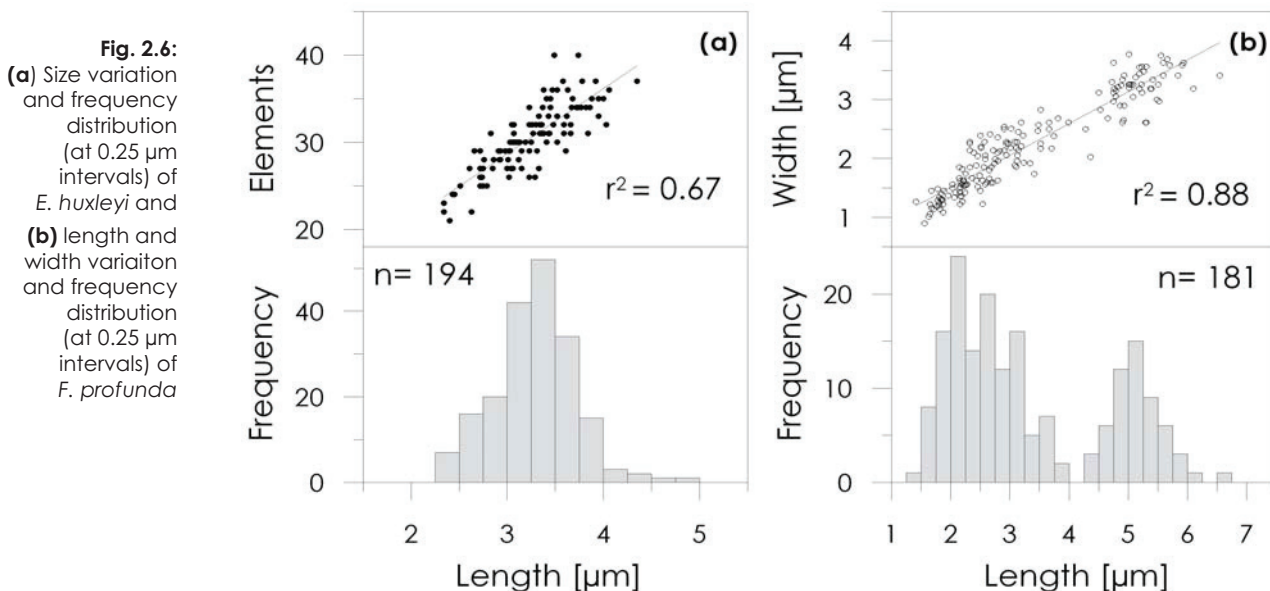 Fig. 2.6:
(a) Size variation
and frequency
distribution
(at 0.25 µm
intervals) of
E. huxleyi and
(b) length and
width variaiton
and frequency
distribution
(at 0.25 µm
intervals) of
F. profunda
(a)
Elements
40
30
20
r² = 0.67
n= 194
Frequency
40
20
0
2 3 4 5
Length [µm]
(b)
Width [µm]
4
3
2
1
r² = 0.88
n= 181
Frequency
20
10
0
1 2 3 4 5 6 7
Length [µm]